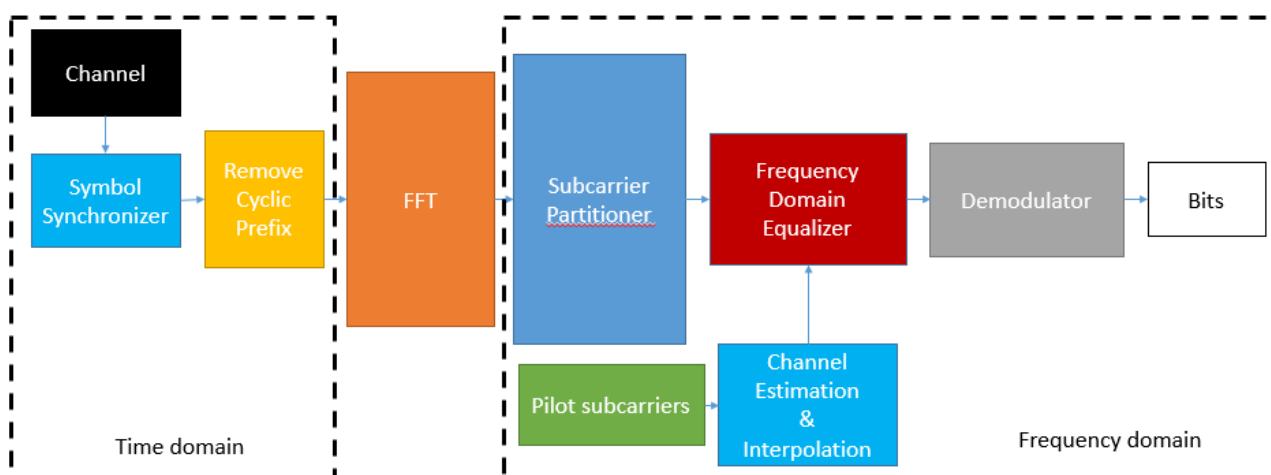 Channel
Symbol
Synchronizer
Remove
Cyclic
Prefix
FFT
Subcarrier
Partitioner
Frequency
Domain
Equalizer
Demodulator
Bits
Pilot subcarriers
Channel
Estimation
&
Interpolation
Time domain
Frequency domain